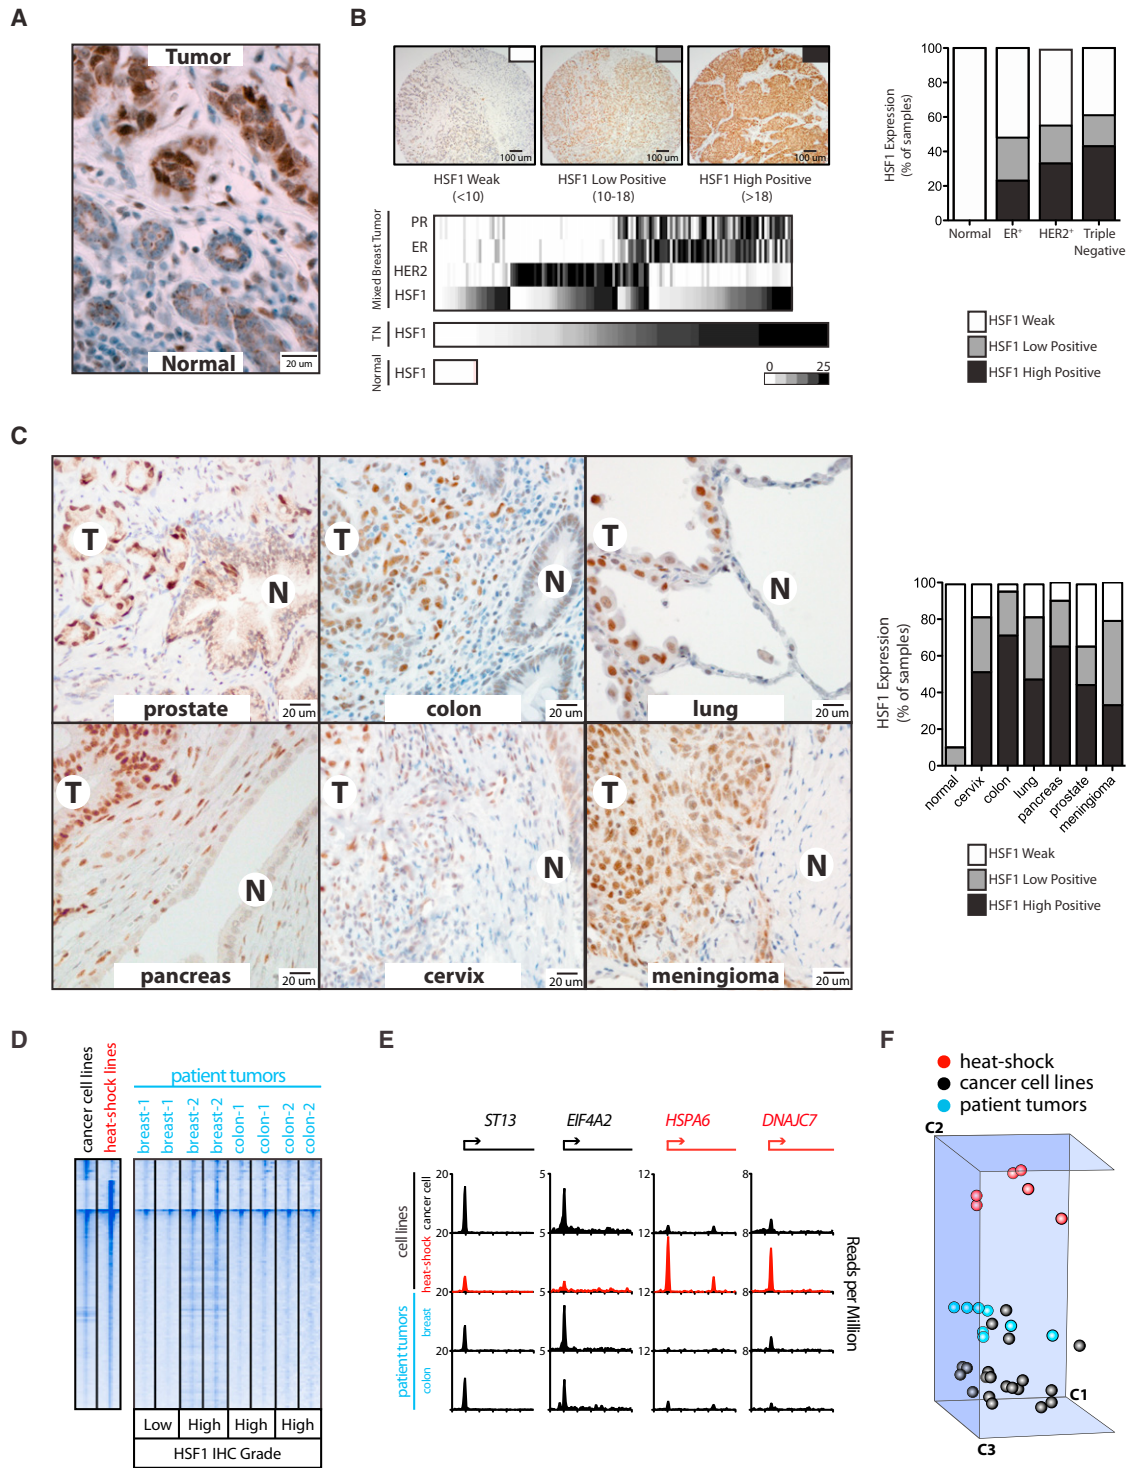 A
Tumor
Normal
20 um
B
100 um
100 um
100 um
HSF1 Weak
(<10)
HSF1 Low Positive
(10-18)
HSF1 High Positive
(>18)
Mixed Breast Tumor
PR
ER
HER2
HSF1
TN
HSF1
Normal
HSF1
0
25
HSF1 Expression
(% of samples)
100
80
60
40
20
0
Normal
ER+
HER2+
Triple
Negative
HSF1 Weak
HSF1 Low Positive
HSF1 High Positive
C
T
N
prostate
20 um
T
N
colon
20 um
T
N
lung
20 um
T
N
pancreas
20 um
T
N
cervix
20 um
T
N
meningioma
20 um
HSF1 Expression
(% of samples)
100
80
60
40
20
0
normal
cervix
colon
lung
pancreas
prostate
meningioma
HSF1 Weak
HSF1 Low Positive
HSF1 High Positive
D
cancer cell lines
heat-shock lines
patient tumors
breast-1
breast-1
breast-2
breast-2
colon-1
colon-1
colon-2
colon-2
Low
High
High
High
HSF1 IHC Grade
E
ST13
EIF4A2
HSPA6
DNAJC7
cell lines
cancer cell
heat-shock
patient tumors
breast
colon
20
5
12
8
20
5
12
8
20
5
12
8
20
5
12
8
Reads per Million
F
heat-shock
cancer cell lines
patient tumors
C2
C1
C3